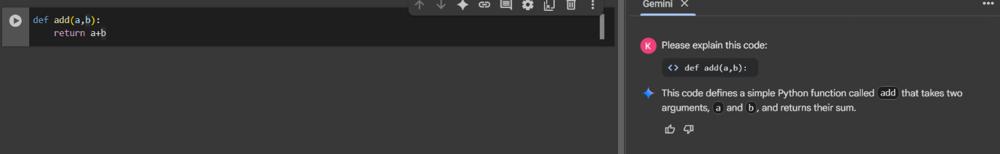 def add(a,b):
    return a+b
Gemini
K
Please explain this code:
<> def add(a,b):
This code defines a simple Python function called add that takes two
arguments, a and b, and returns their sum.